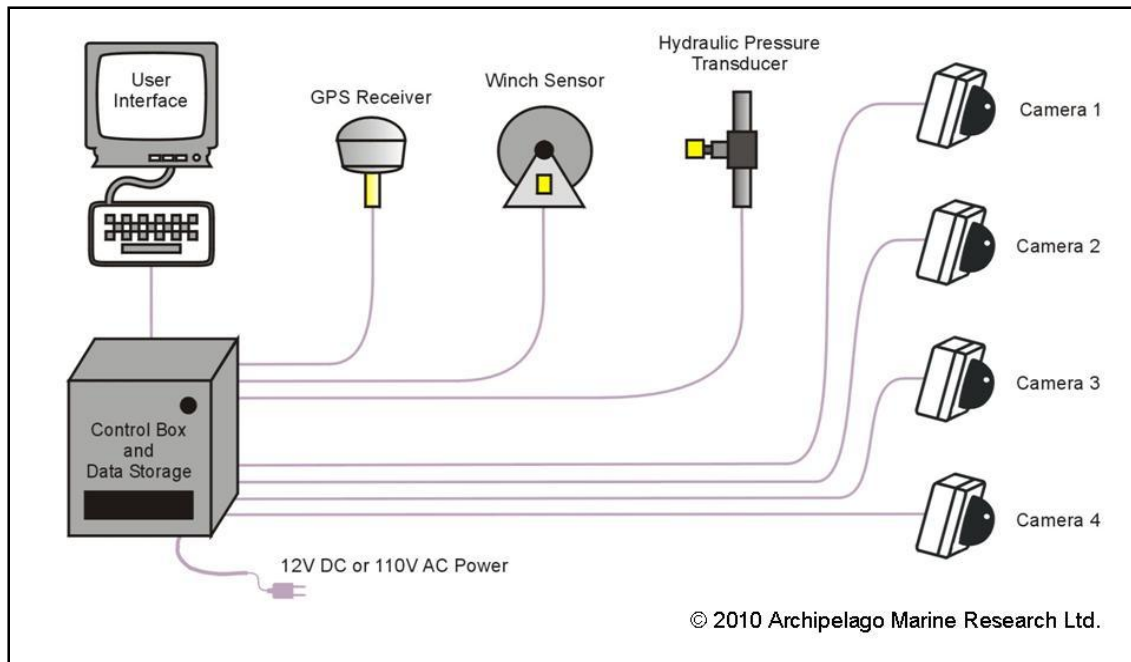 User
Interface
GPS Receiver
Winch Sensor
Hydraulic Pressure
Transducer
Camera 1
Camera 2
Camera 3
Camera 4
Control Box
and
Data Storage
12V DC or 110V AC Power
© 2010 Archipelago Marine Research Ltd.